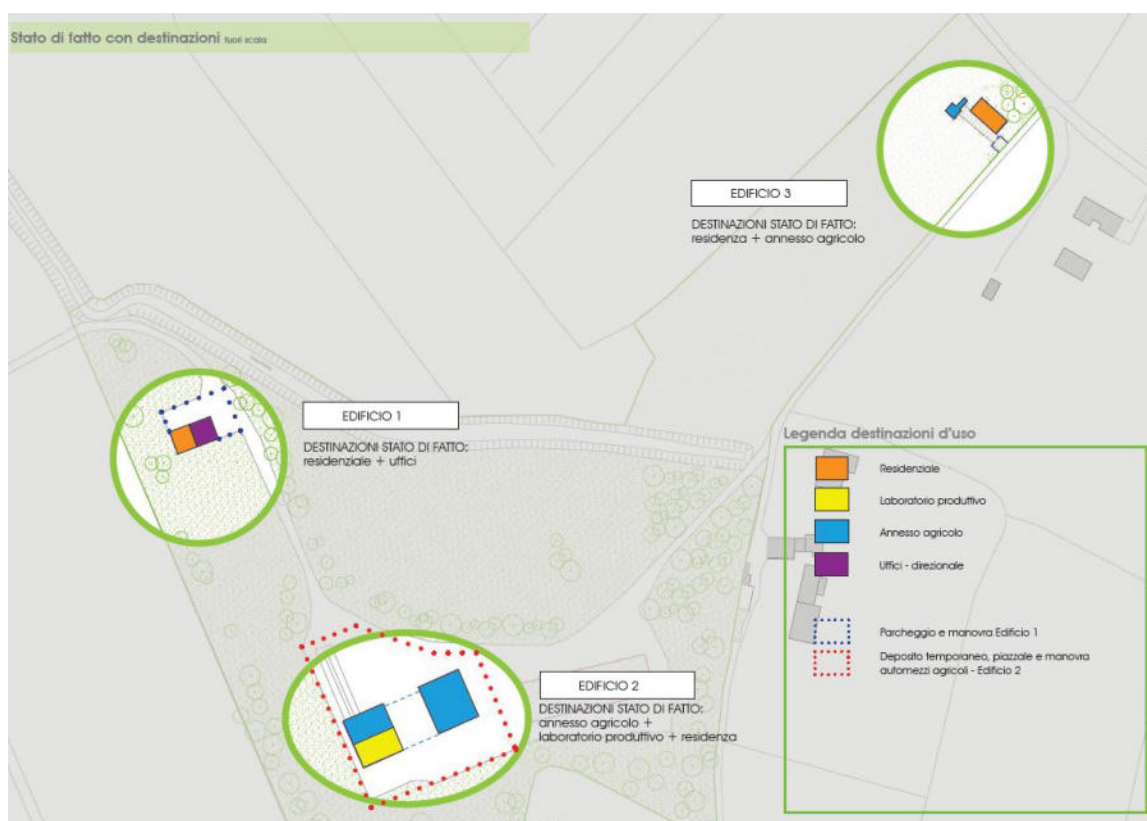 Stato di fatto con destinazioni fuori scala
EDIFICIO 3
DESTINAZIONI STATO DI FATTO:
residenza + annesso agricolo
EDIFICIO 1
DESTINAZIONI STATO DI FATTO:
residenziale + uffici
EDIFICIO 2
DESTINAZIONI STATO DI FATTO:
annesso agricolo +
laboratorio produttivo + residenza
Legenda destinazioni d'uso
Residenziale
Laboratorio produttivo
Annesso agricolo
Uffici - direzionale
Parcheggio e manovra Edificio 1
Deposito temporaneo, piazzale e manovra
automezzi agricoli - Edificio 2